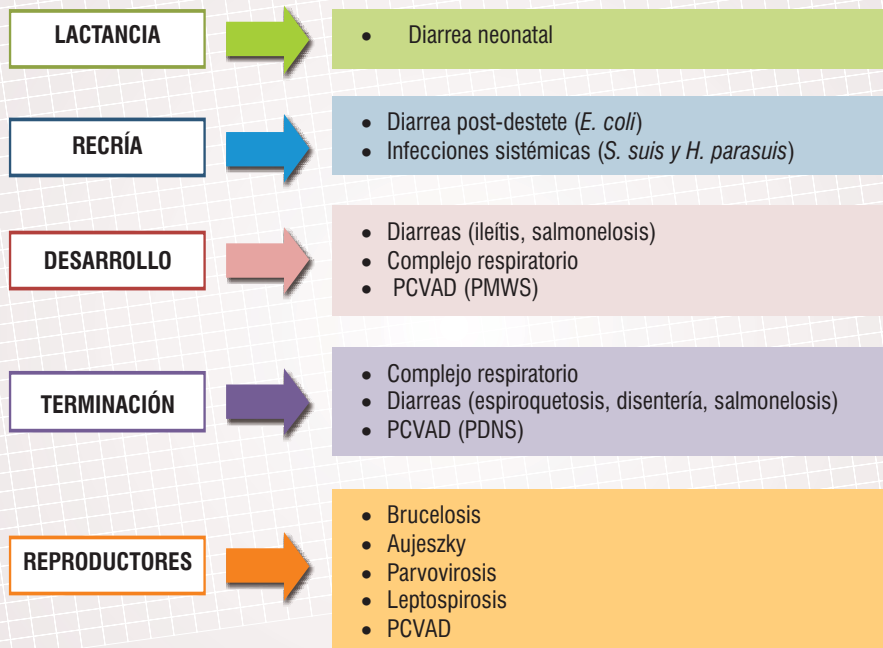 LACTANCIA
• Diarrea neonatal
RECRÍA
• Diarrea post-destete (E. coli)
• Infecciones sistémicas (S. suis y H. parasuis)
DESARROLLO
• Diarreas (ileítis, salmonelosis)
• Complejo respiratorio
• PCVAD (PMWS)
TERMINACIÓN
• Complejo respiratorio
• Diarreas (espiroquetosis, disentería, salmonelosis)
• PCVAD (PDNS)
REPRODUCTORES
• Brucelosis
• Aujeszky
• Parvovirosis
• Leptospirosis
• PCVAD